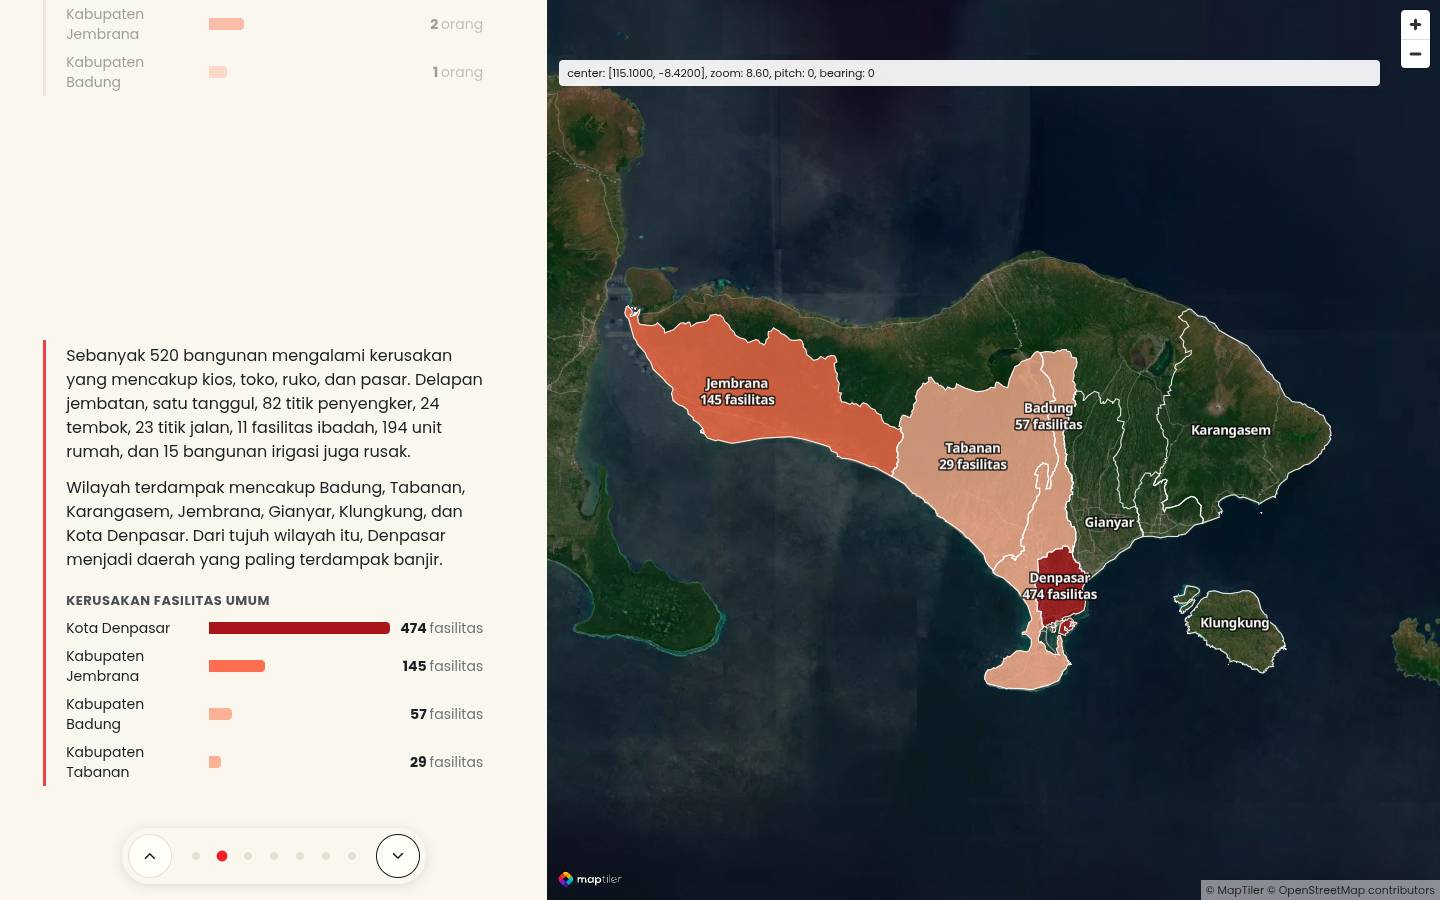 Kabupaten
Jembrana
2 orang
Kabupaten
Badung
1 orang
Sebanyak 520 bangunan mengalami kerusakan
yang mencakup kios, toko, ruko, dan pasar. Delapan
jembatan, satu tanggul, 82 titik penyengker, 24
tembok, 23 titik jalan, 11 fasilitas ibadah, 194 unit
rumah, dan 15 bangunan irigasi juga rusak.
Wilayah terdampak mencakup Badung, Tabanan,
Karangasem, Jembrana, Gianyar, Klungkung, dan
Kota Denpasar. Dari tujuh wilayah itu, Denpasar
menjadi daerah yang paling terdampak banjir.
KERUSAKAN FASILITAS UMUM
Kota Denpasar
474 fasilitas
Kabupaten
Jembrana
145 fasilitas
Kabupaten
Badung
57 fasilitas
Kabupaten
Tabanan
29 fasilitas
center: [115.1000, -8.4200], zoom: 8.60, pitch: 0, bearing: 0
Jembrana
145 fasilitas
Badung
57 fasilitas
Tabanan
29 fasilitas
Karangasem
Gianyar
Denpasar
474 fasilitas
Klungkung
maptiler
© MapTiler © OpenStreetMap contributors